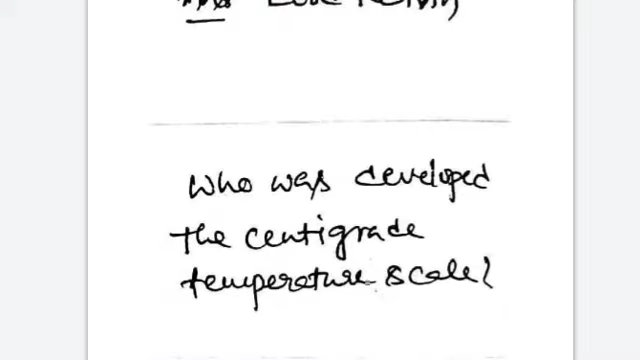 Who was developed
the centigrade
temperature scale?